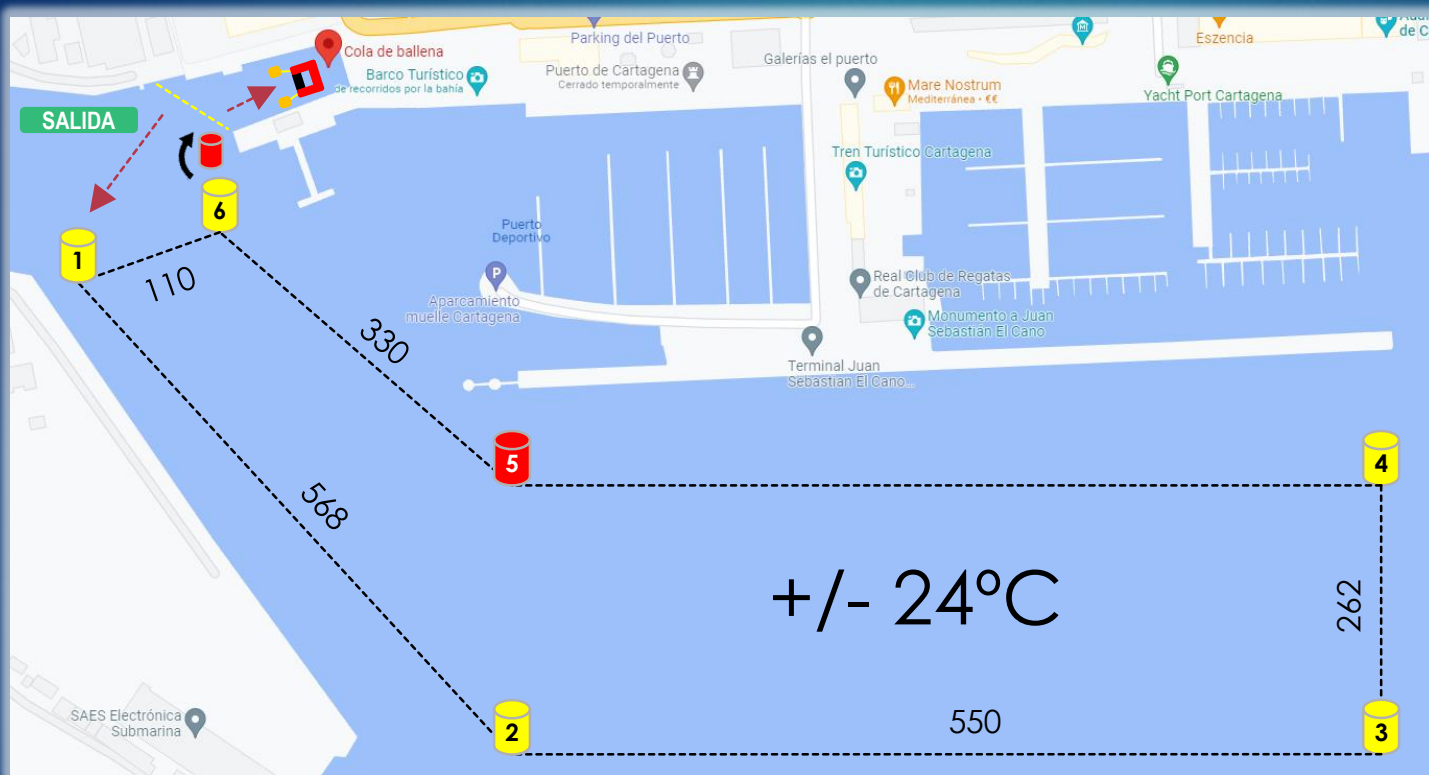 Parking del Puerto
Cola de ballena
Barco Turístico
de recorridos por la bahía
Puerto de Cartagena
Cerrado temporalmente
Galerías el puerto
Mare Nostrum
Mediterránea • €€
Eszencia
de C
Yacht Port Cartagena
SALIDA
Tren Turístico Cartagena
6
1
110
Puerto
Deportivo
P
Aparcamiento
muelle Cartagena
Real Club de Regatas
de Cartagena
Monumento a Juan
Sebastián El Cano
330
Terminal Juan
Sebastian El Cano...
5
4
568
+/- 24ºC
262
SAES Electrónica
Submarina
2
550
3